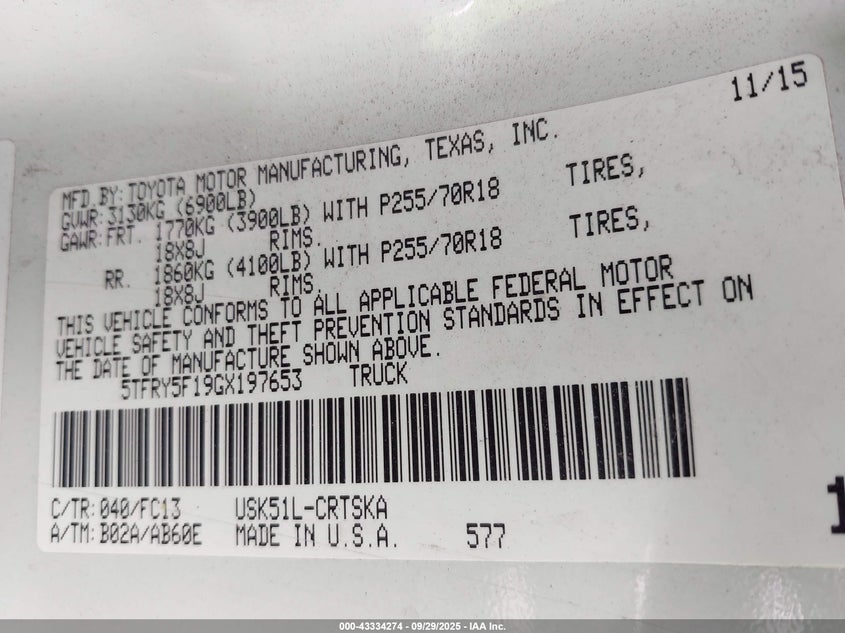 11/15
MFD.BY: TOYOTA MOTOR MANUFACTURING, TEXAS, INC.
GVWR: 3130KG (6900LB)
GAWR: FRT. 1770KG (3900LB) WITH P255/70R18 TIRES,
18X8J RIMS.
RR. 1860KG (4100LB) WITH P255/70R18 TIRES,
18X8J RIMS.
THIS VEHICLE CONFORMS TO ALL APPLICABLE FEDERAL MOTOR
VEHICLE SAFETY AND THEFT PREVENTION STANDARDS IN EFFECT ON
THE DATE OF MANUFACTURE SHOWN ABOVE.
5TFRY5F19GX197653 TRUCK
C/TR: 040/FC13 USK51L-CRTSKA
A/TM: B02A/AB60E MADE IN U.S.A. 577
1
000-43334274 - 09/29/2025 - IAA Inc.